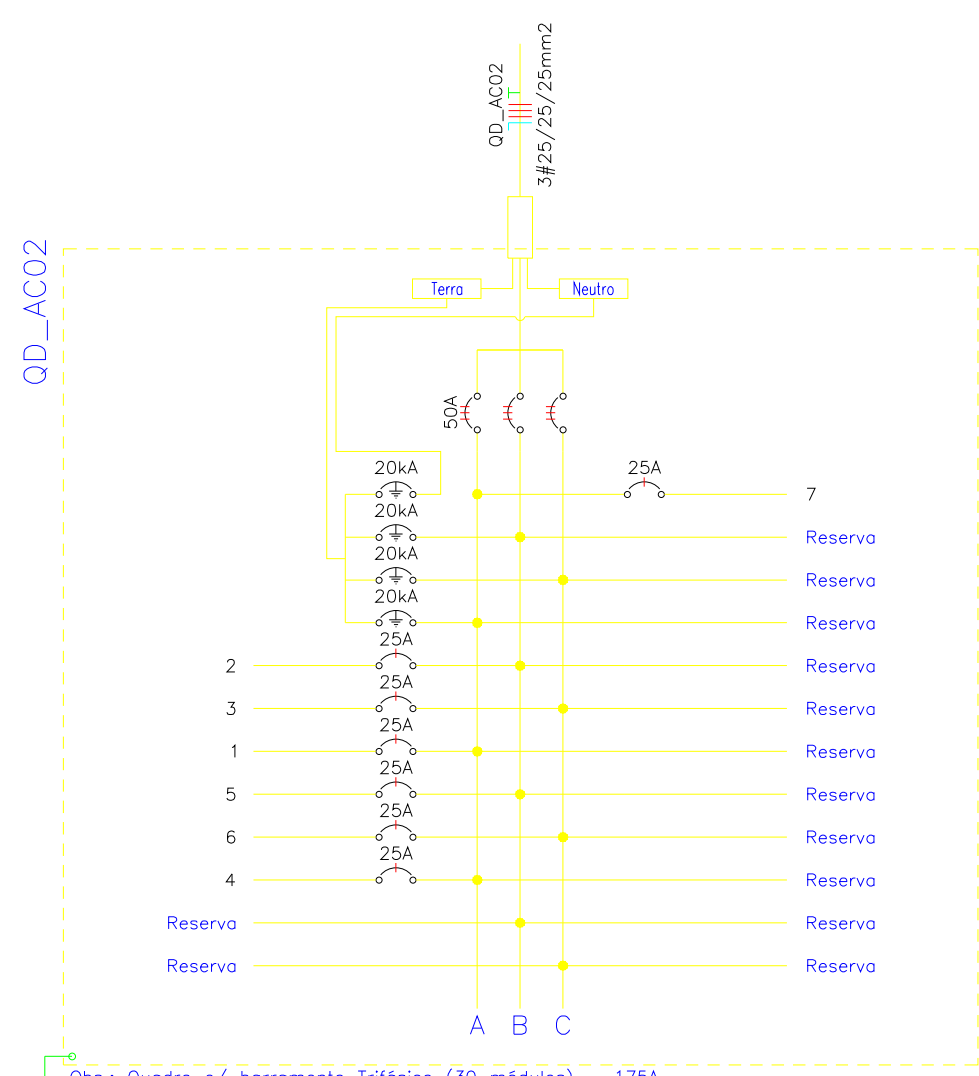 QD_AC02
3#25/25/25mm2
QD_AC02
Terra
Neutro
50A
20kA
25A
7
20kA
Reserva
20kA
Reserva
20kA
Reserva
25A
2
Reserva
25A
3
Reserva
25A
1
Reserva
25A
5
Reserva
25A
6
Reserva
25A
4
Reserva
Reserva
Reserva
Reserva
Reserva
A B C